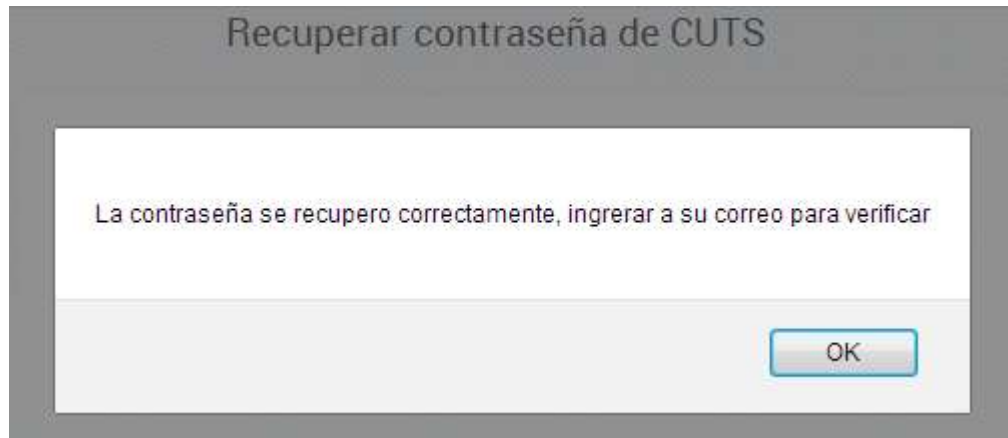 Recuperar contraseña de CUTS
La contraseña se recupero correctamente, ingrerar a su correo para verificar
OK